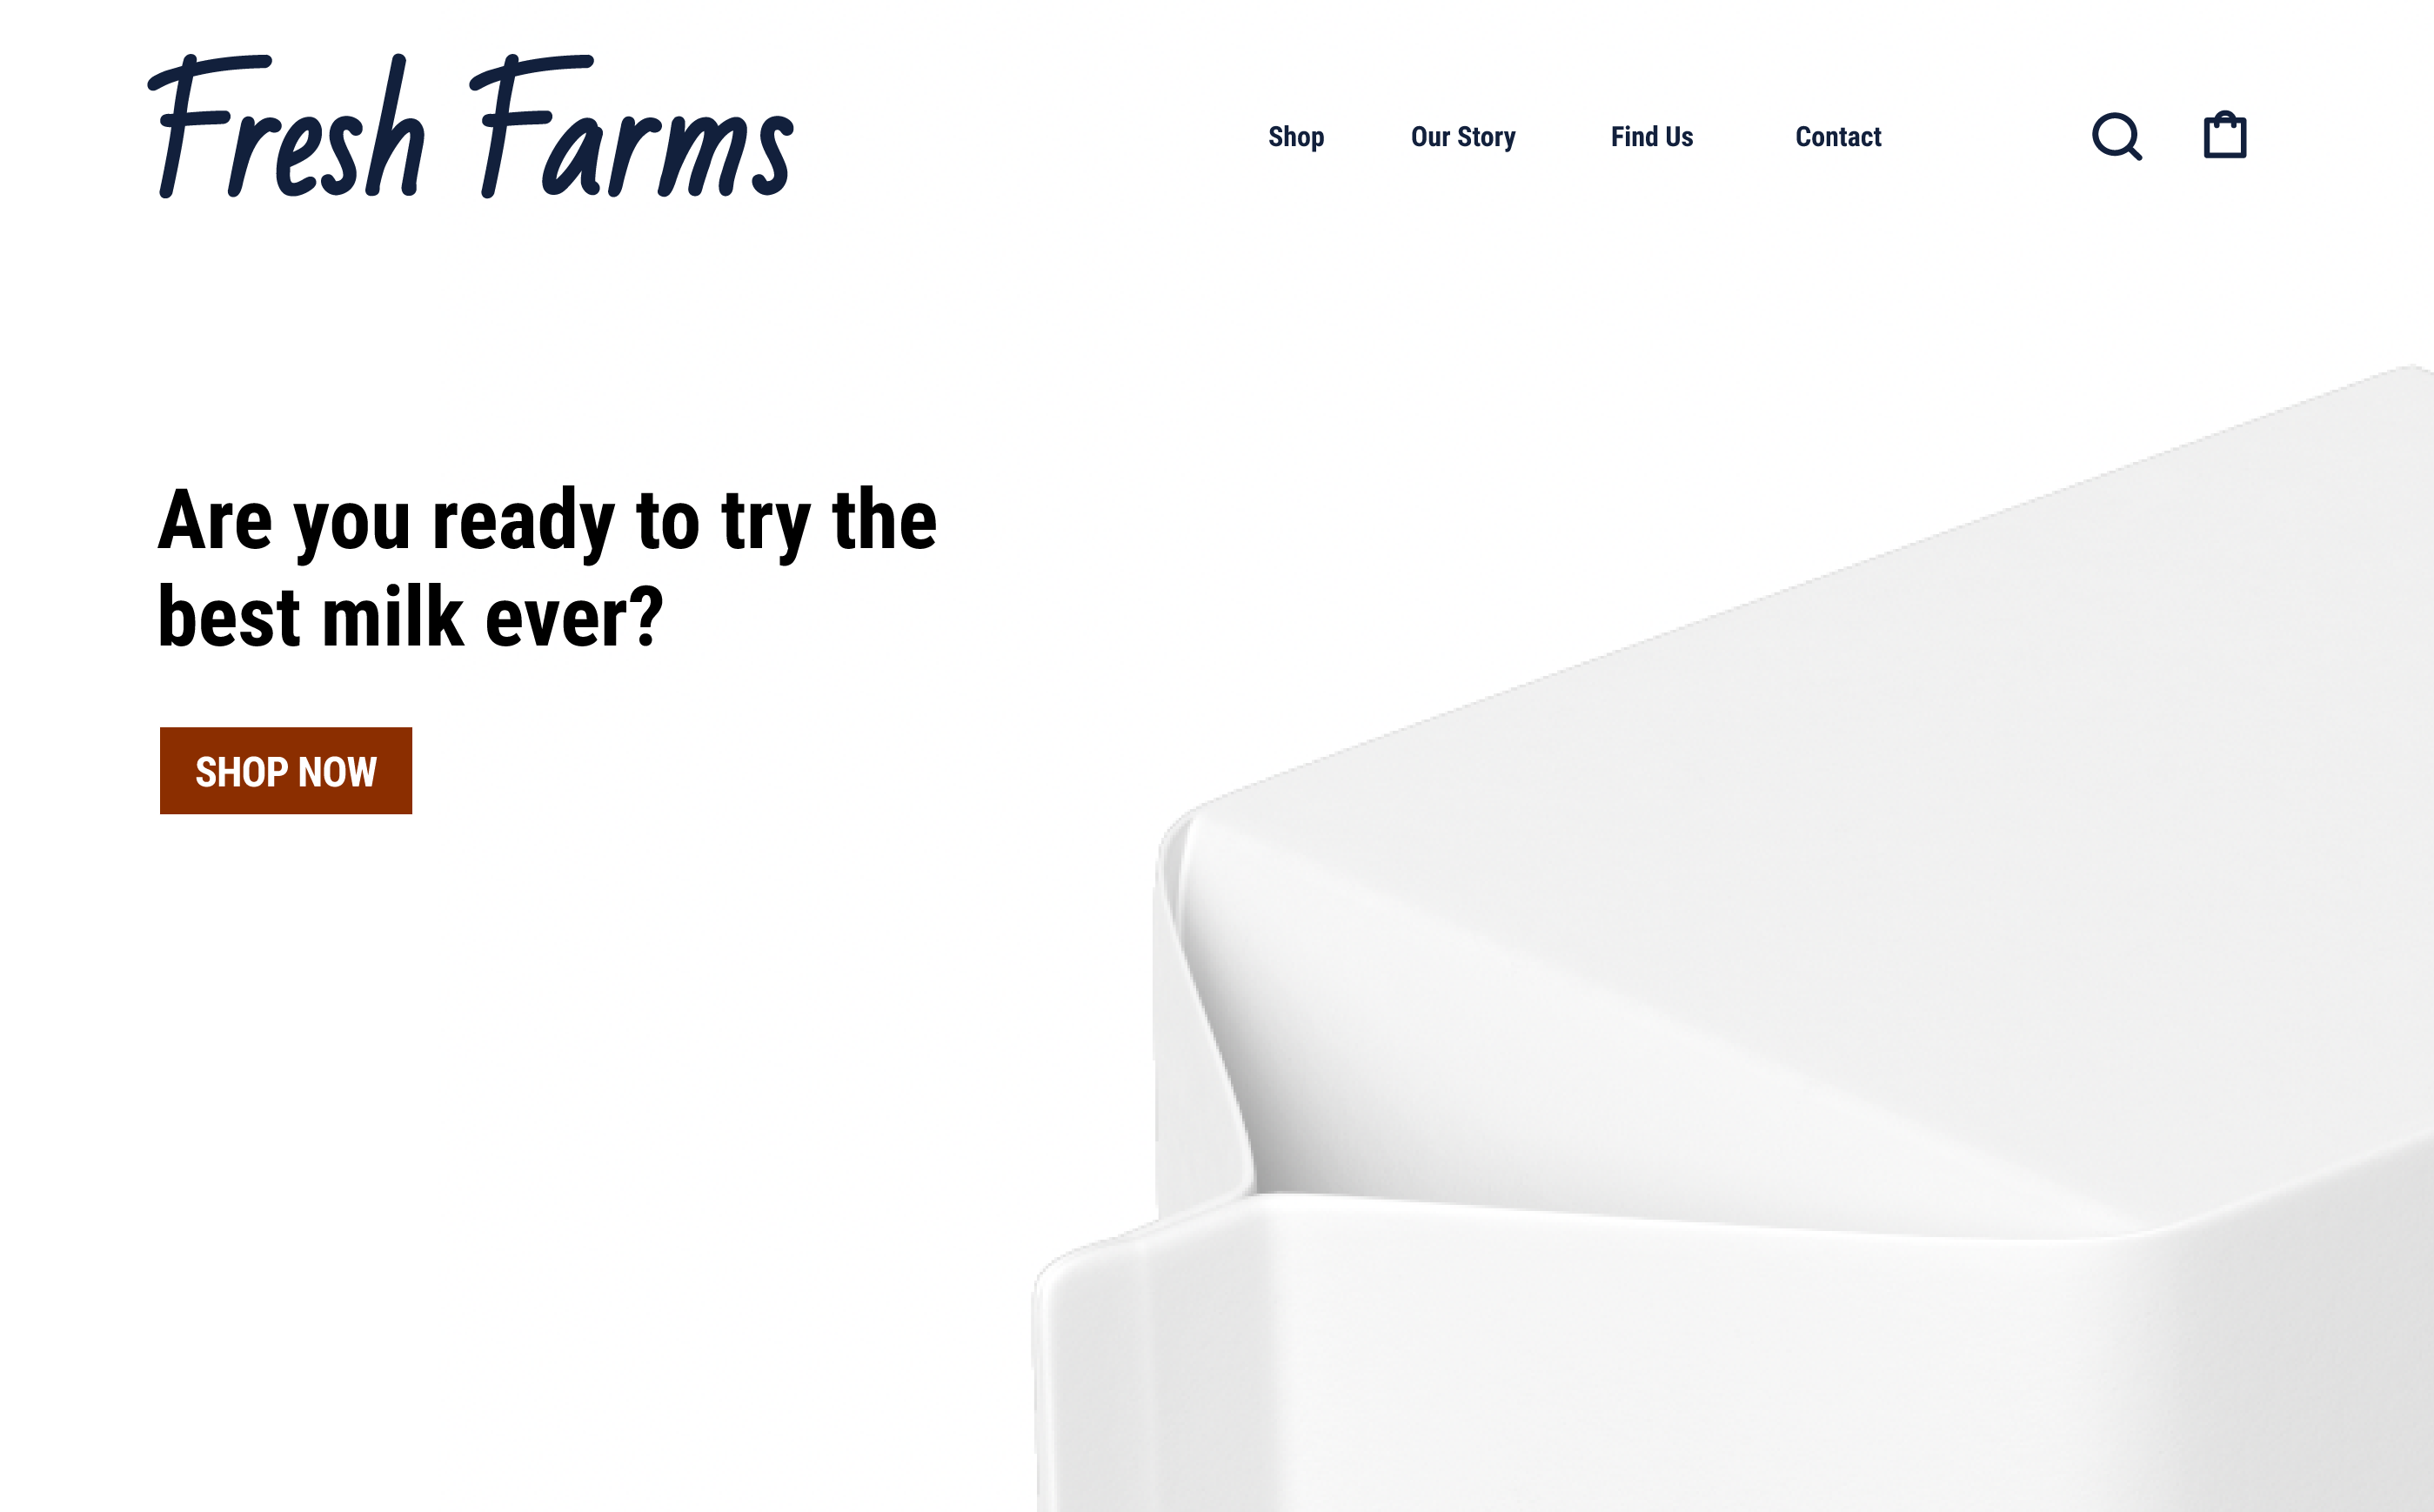 Fresh Farms
Shop Our Story Find Us Contact
Are you ready to try the
best milk ever?
SHOP NOW